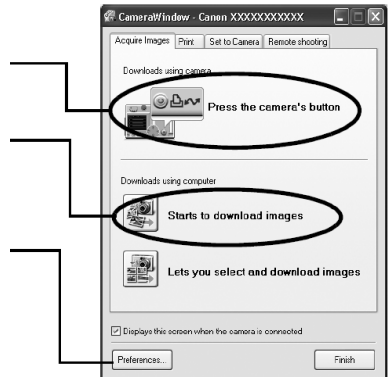 CameraWindow - Canon XXXXXXXXXXX
Acquire Images Print Set to Camera Remote shooting
Downloads using camera
Press the camera's button
Downloads using computer
Starts to download images
Lets you select and download images
Displays this screen when the camera is connected
Preferences... Finish